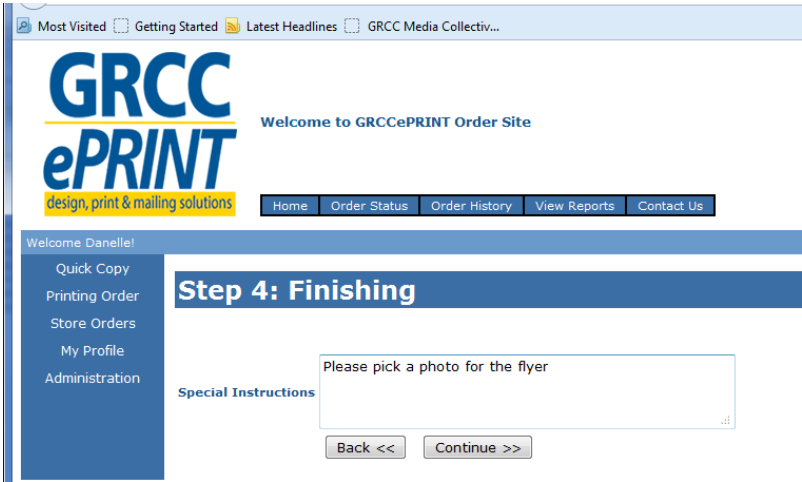 Most Visited Getting Started Latest Headlines GRCC Media Collectiv...
GRCC
ePRINT
design, print & mailing solutions
Welcome to GRCCePRINT Order Site
Home Order Status Order History View Reports Contact Us
Welcome Danelle!
Quick Copy
Printing Order
Store Orders
My Profile
Administration
Step 4: Finishing
Special Instructions
Please pick a photo for the flyer
Back << Continue >>